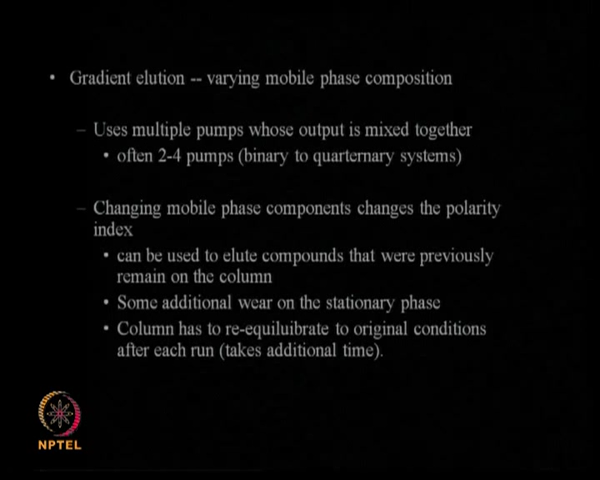 • Gradient elution -- varying mobile phase composition
– Uses multiple pumps whose output is mixed together
• often 2-4 pumps (binary to quarternary systems)
– Changing mobile phase components changes the polarity
index
• can be used to elute compounds that were previously
remain on the column
• Some additional wear on the stationary phase
• Column has to re-equiluibrate to original conditions
after each run (takes additional time).
NPTEL